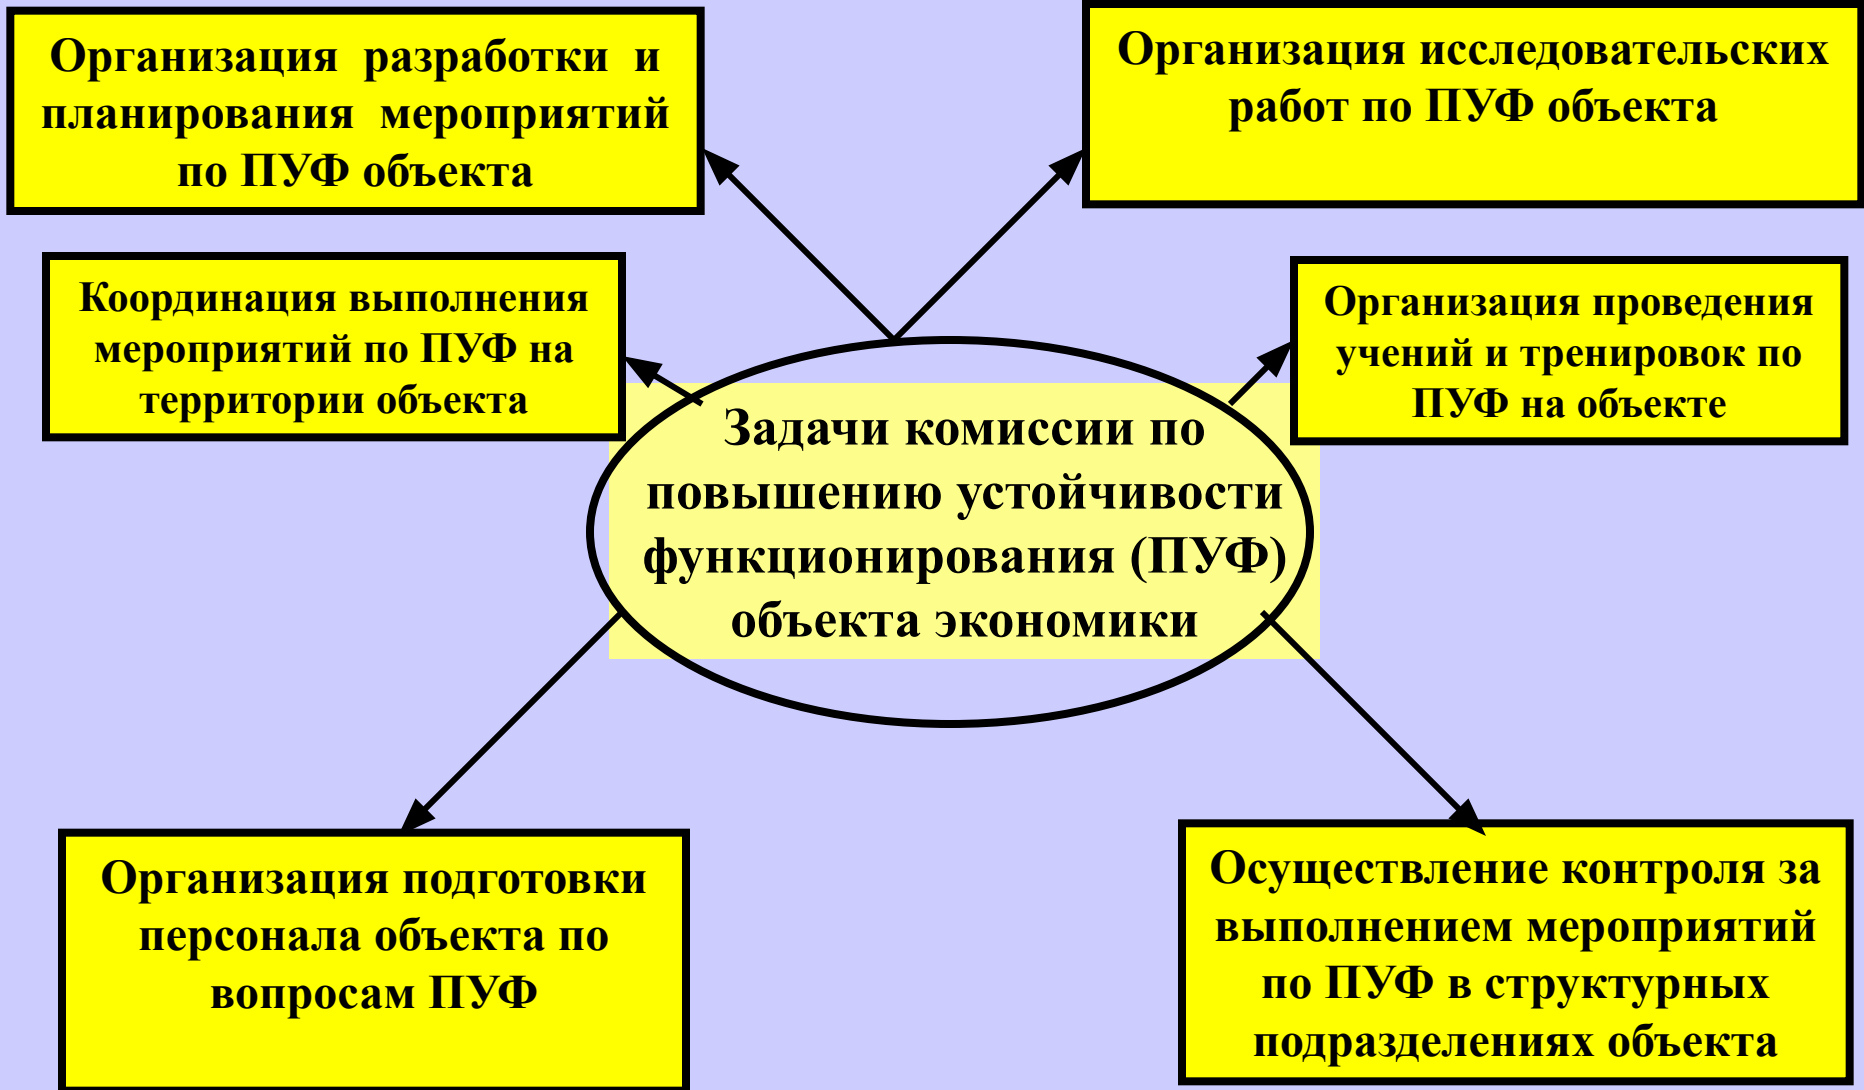 Организация разработки и
планирования мероприятий
по ПУФ объекта
Организация исследовательских
работ по ПУФ объекта
Координация выполнения
мероприятий по ПУФ на
территории объекта
Организация проведения
учений и тренировок по
ПУФ на объекте
Задачи комиссии по
повышению устойчивости
функционирования (ПУФ)
объекта экономики
Организация подготовки
персонала объекта по
вопросам ПУФ
Осуществление контроля за
выполнением мероприятий
по ПУФ в структурных
подразделениях объекта